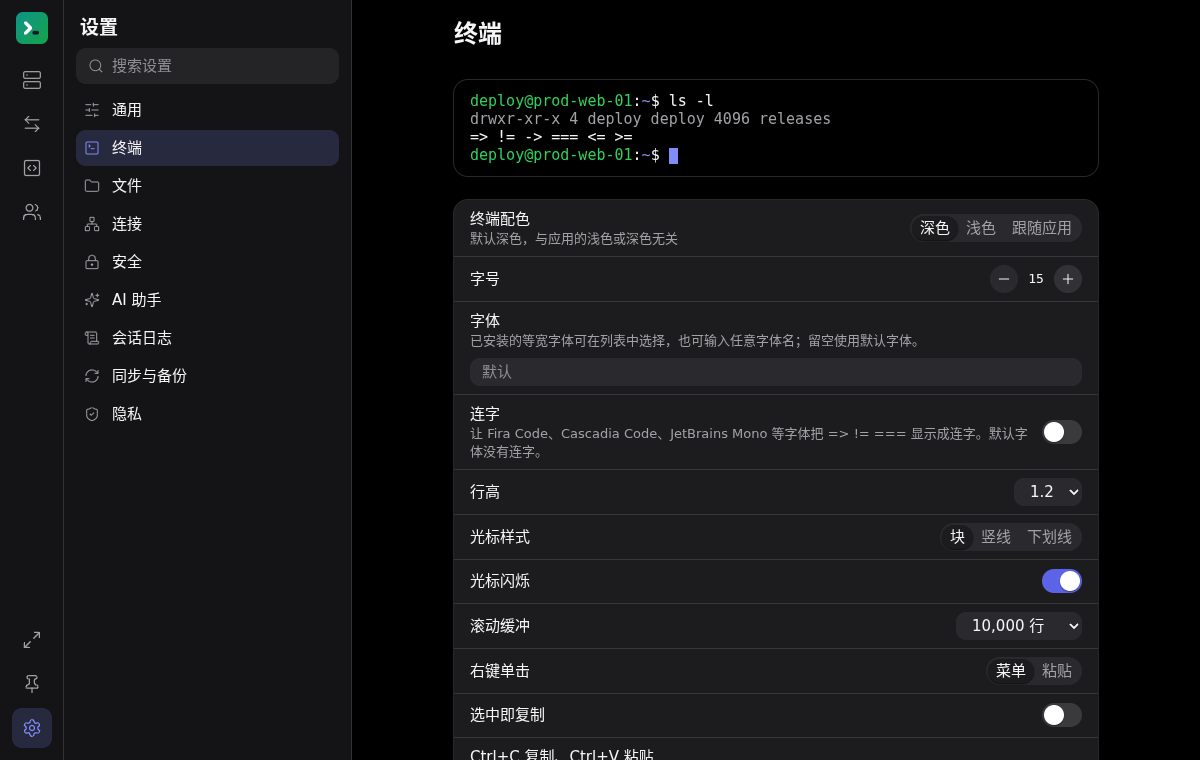 设置
搜索设置
通用
终端
文件
连接
安全
AI 助手
会话日志
同步与备份
隐私
终端
deploy@prod-web-01:~$ ls -l
drwxr-xr-x 4 deploy deploy 4096 releases
=> != -> === <= >=
deploy@prod-web-01:~$
终端配色
默认深色，与应用的浅色或深色无关
深色 浅色 跟随应用
字号
15
字体
已安装的等宽字体可在列表中选择，也可输入任意字体名；留空使用默认字体。
默认
连字
让 Fira Code、Cascadia Code、JetBrains Mono 等字体把 => != === 显示成连字。默认字
体没有连字。
行高
1.2
光标样式
块 竖线 下划线
光标闪烁
滚动缓冲
10,000 行
右键单击
菜单 粘贴
选中即复制
Ctrl+C 复制、Ctrl+V 粘贴